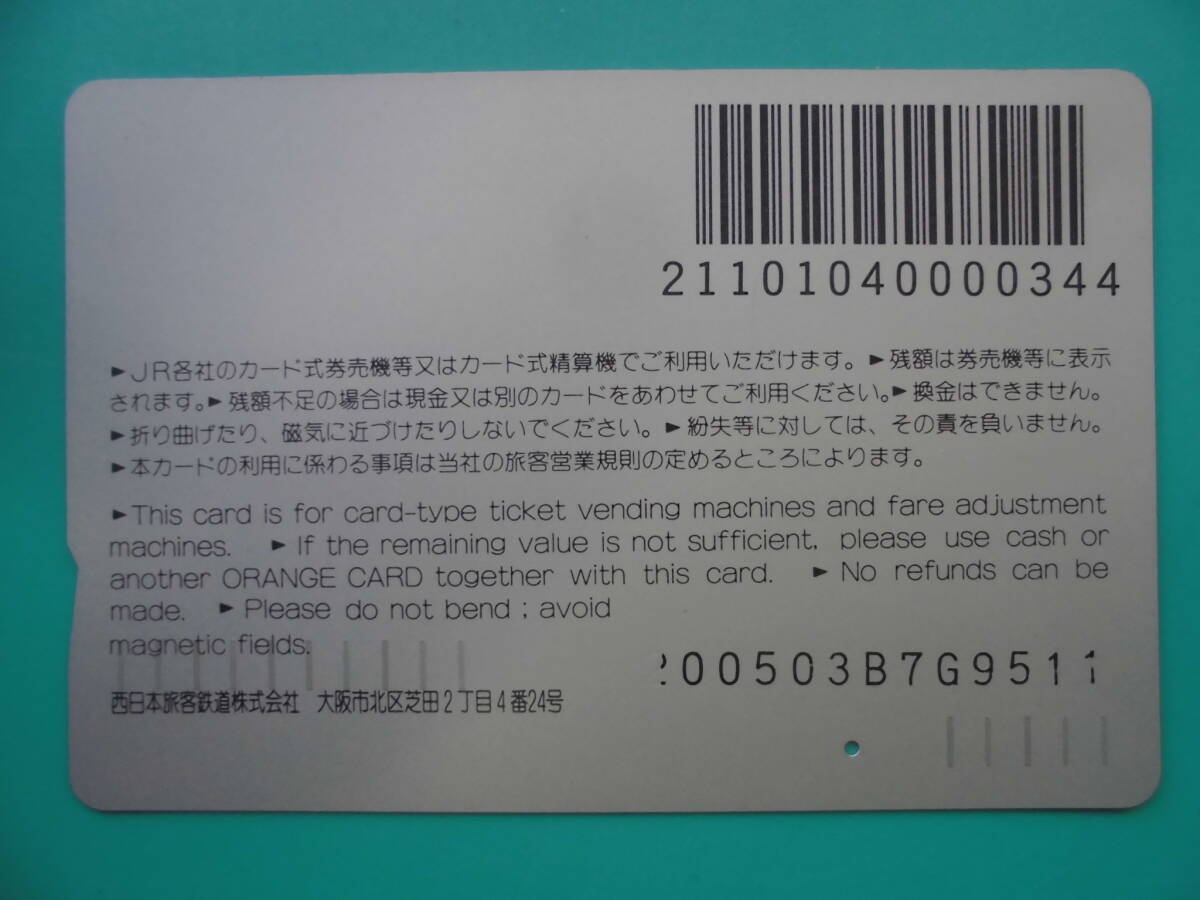 21101040000344
►JR各社のカード式券売機等又はカード式精算機でご利用いただけます。►残額は券売機等に表示
されます。►残額不足の場合は現金又は別のカードをあわせてご利用ください。►換金はできません。
►折り曲げたり、磁気に近づけたりしないでください。►紛失等に対しては、その責を負いません。
►本カードの利用に係わる事項は当社の旅客営業規則の定めるところによります。
►This card is for card-type ticket vending machines and fare adjustment
machines. ►If the remaining value is not sufficient, please use cash or
another ORANGE CARD together with this card. ►No refunds can be
made. ►Please do not bend ; avoid
magnetic fields.
200503B7G9511
西日本旅客鉄道株式会社 大阪市北区芝田2丁目4番24号